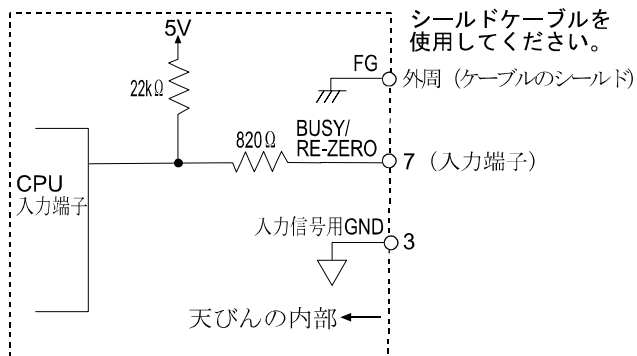 シールドケーブルを
使用してください。
5V
FG
外周（ケーブルのシールド）
22kΩ
820Ω
BUSY/
RE-ZERO
7（入力端子）
CPU
入力端子
入力信号用GND
3
天びんの内部